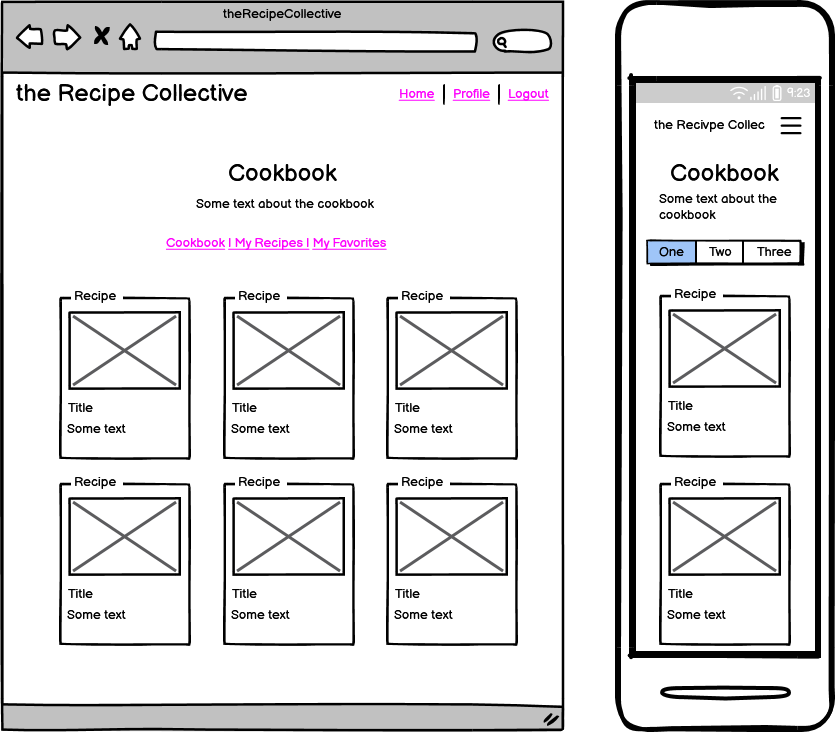 theRecipeCollective
the Recipe Collective
Home | Profile | Logout
Cookbook
Some text about the cookbook
Cookbook | My Recipes | My Favorites
Recipe Recipe Recipe
Title Title Title
Some text Some text Some text
Recipe Recipe Recipe
Title Title Title
Some text Some text Some text
9:23
the Recivpe Collec
Cookbook
Some text about the
cookbook
One Two Three
Recipe
Title
Some text
Recipe
Title
Some text